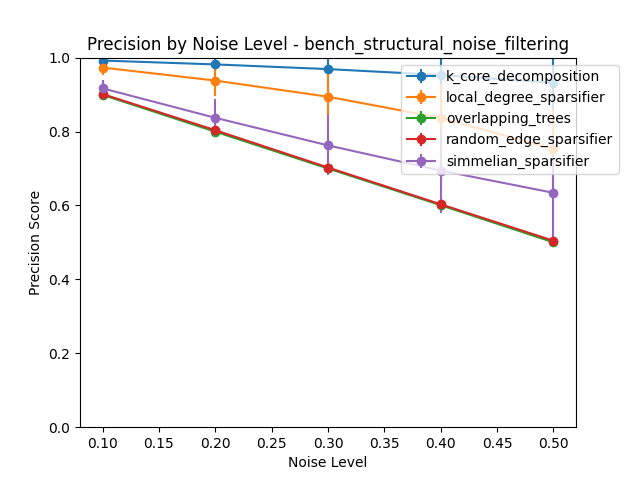 Precision by Noise Level - bench_structural_noise_filtering
1.0
0.8
0.6
0.4
0.2
0.0
Precision Score
k_core_decomposition
local_degree_sparsifier
overlapping_trees
random_edge_sparsifier
simmelian_sparsifier
0.10 0.15 0.20 0.25 0.30 0.35 0.40 0.45 0.50
Noise Level